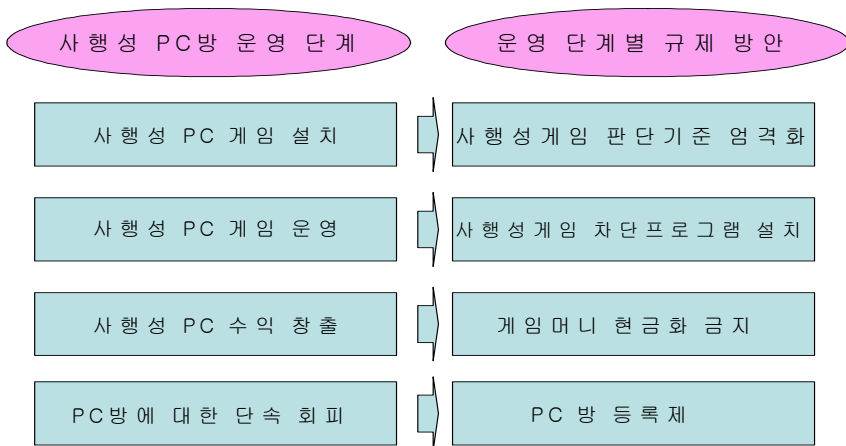 사행성 PC방 운영 단계
운영 단계별 규제 방안
사행성 PC 게임 설치
사행성게임 판단기준 엄격화
사행성 PC 게임 운영
사행성게임 차단프로그램 설치
사행성 PC 수익 창출
게임머니 현금화 금지
PC방에 대한 단속 회피
PC 방 등록제